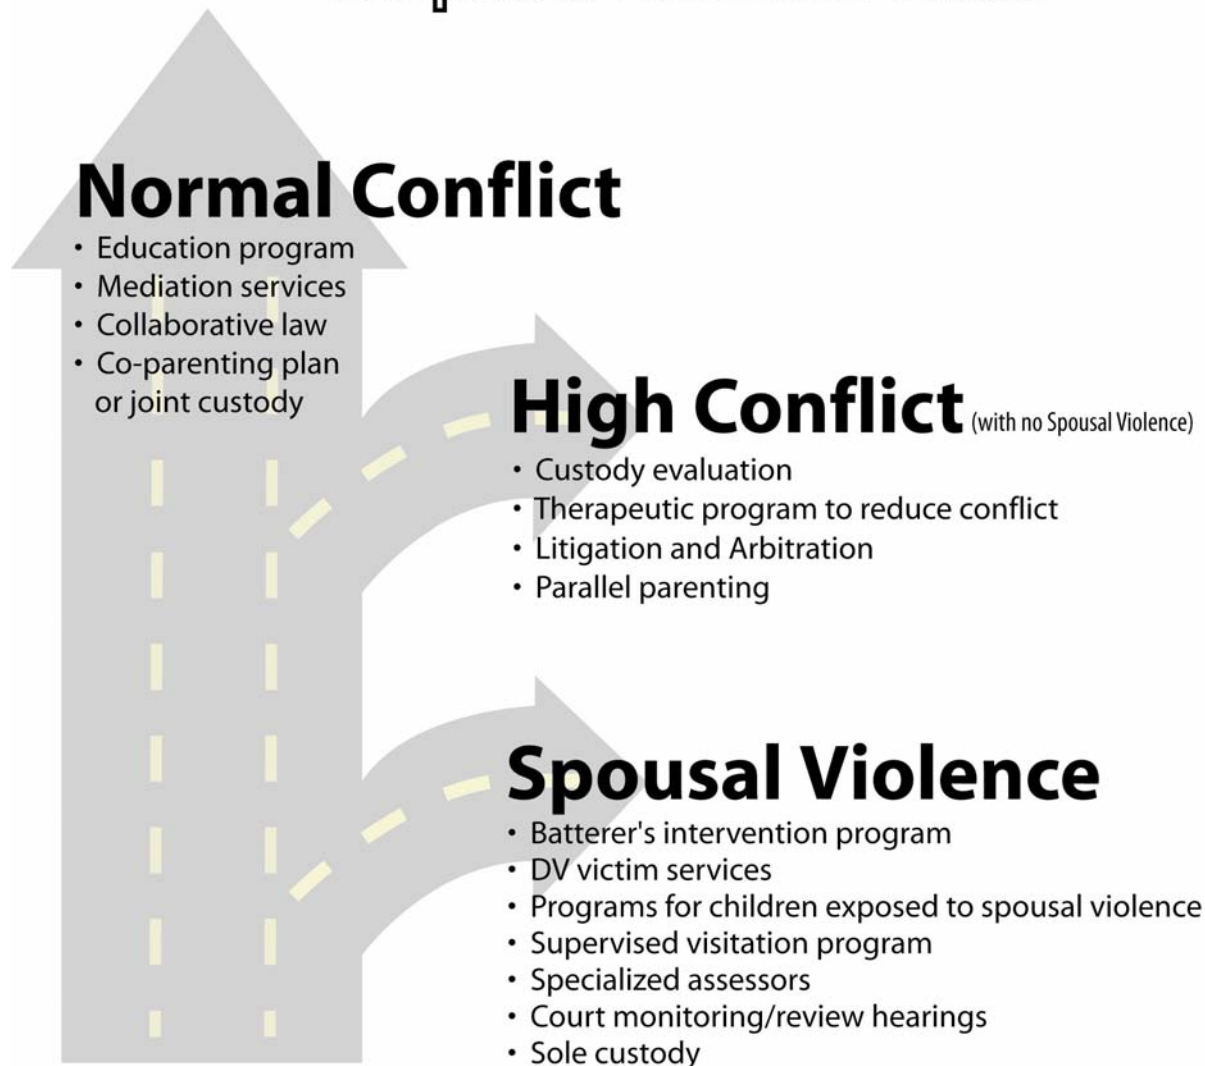 Normal Conflict
• Education program
• Mediation services
• Collaborative law
• Co-parenting plan
or joint custody
High Conflict (with no Spousal Violence)
• Custody evaluation
• Therapeutic program to reduce conflict
• Litigation and Arbitration
• Parallel parenting
Spousal Violence
• Batterer's intervention program
• DV victim services
• Programs for children exposed to spousal violence
• Supervised visitation program
• Specialized assessors
• Court monitoring/review hearings
• Sole custody